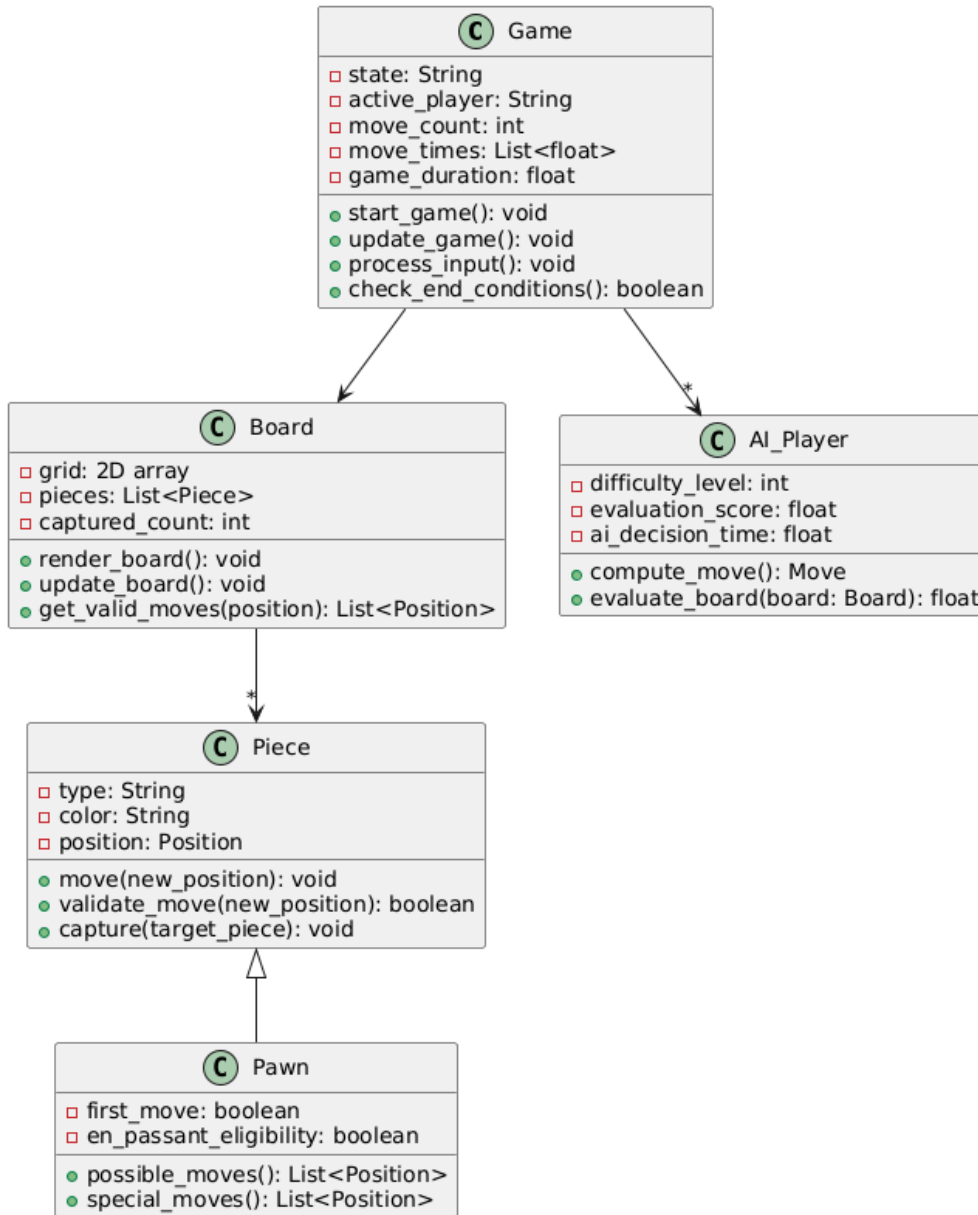 C Game
state: String
active_player: String
move_count: int
move_times: List<float>
game_duration: float
start_game(): void
update_game(): void
process_input(): void
check_end_conditions(): boolean
*
C Board
grid: 2D array
pieces: List<Piece>
captured_count: int
render_board(): void
update_board(): void
get_valid_moves(position): List<Position>
C AI_Player
difficulty_level: int
evaluation_score: float
ai_decision_time: float
compute_move(): Move
evaluate_board(board: Board): float
*
C Piece
type: String
color: String
position: Position
move(new_position): void
validate_move(new_position): boolean
capture(target_piece): void
C Pawn
first_move: boolean
en_passant_eligibility: boolean
possible_moves(): List<Position>
special_moves(): List<Position>